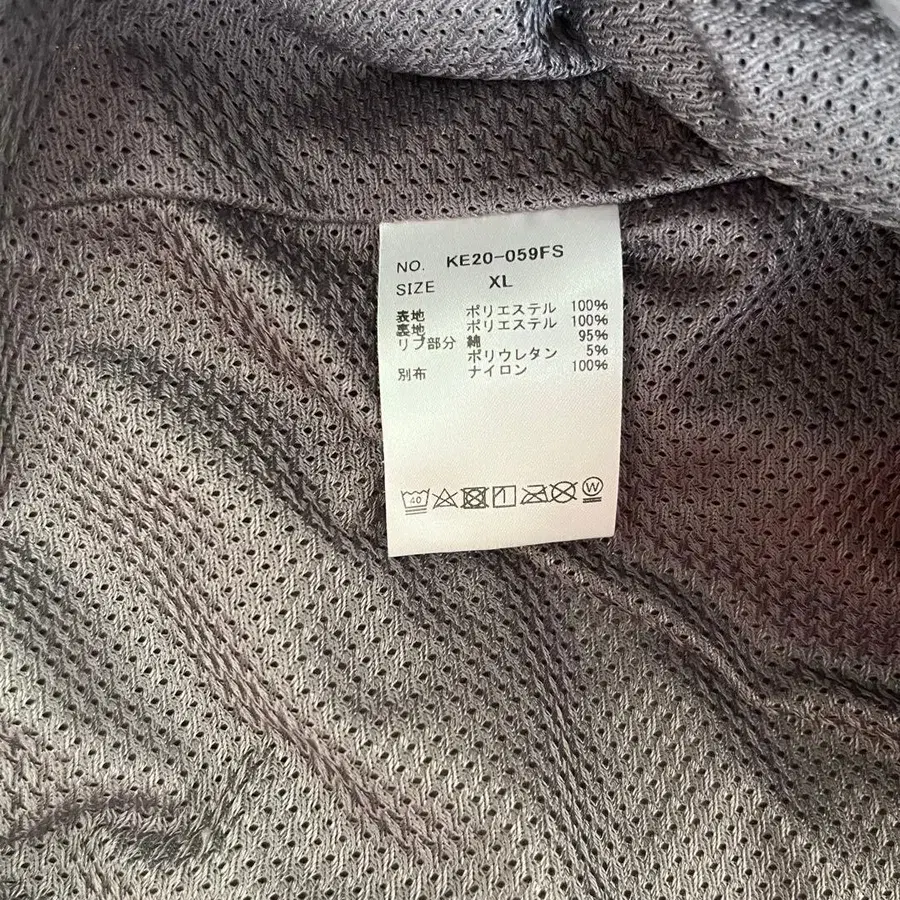 NO. KE20-059FS
SIZE XL
表地 ポリエステル 100%
裏地 ポリエステル 100%
リブ部分 綿 95%
ポリウレタン 5%
別布 ナイロン 100%
40 W